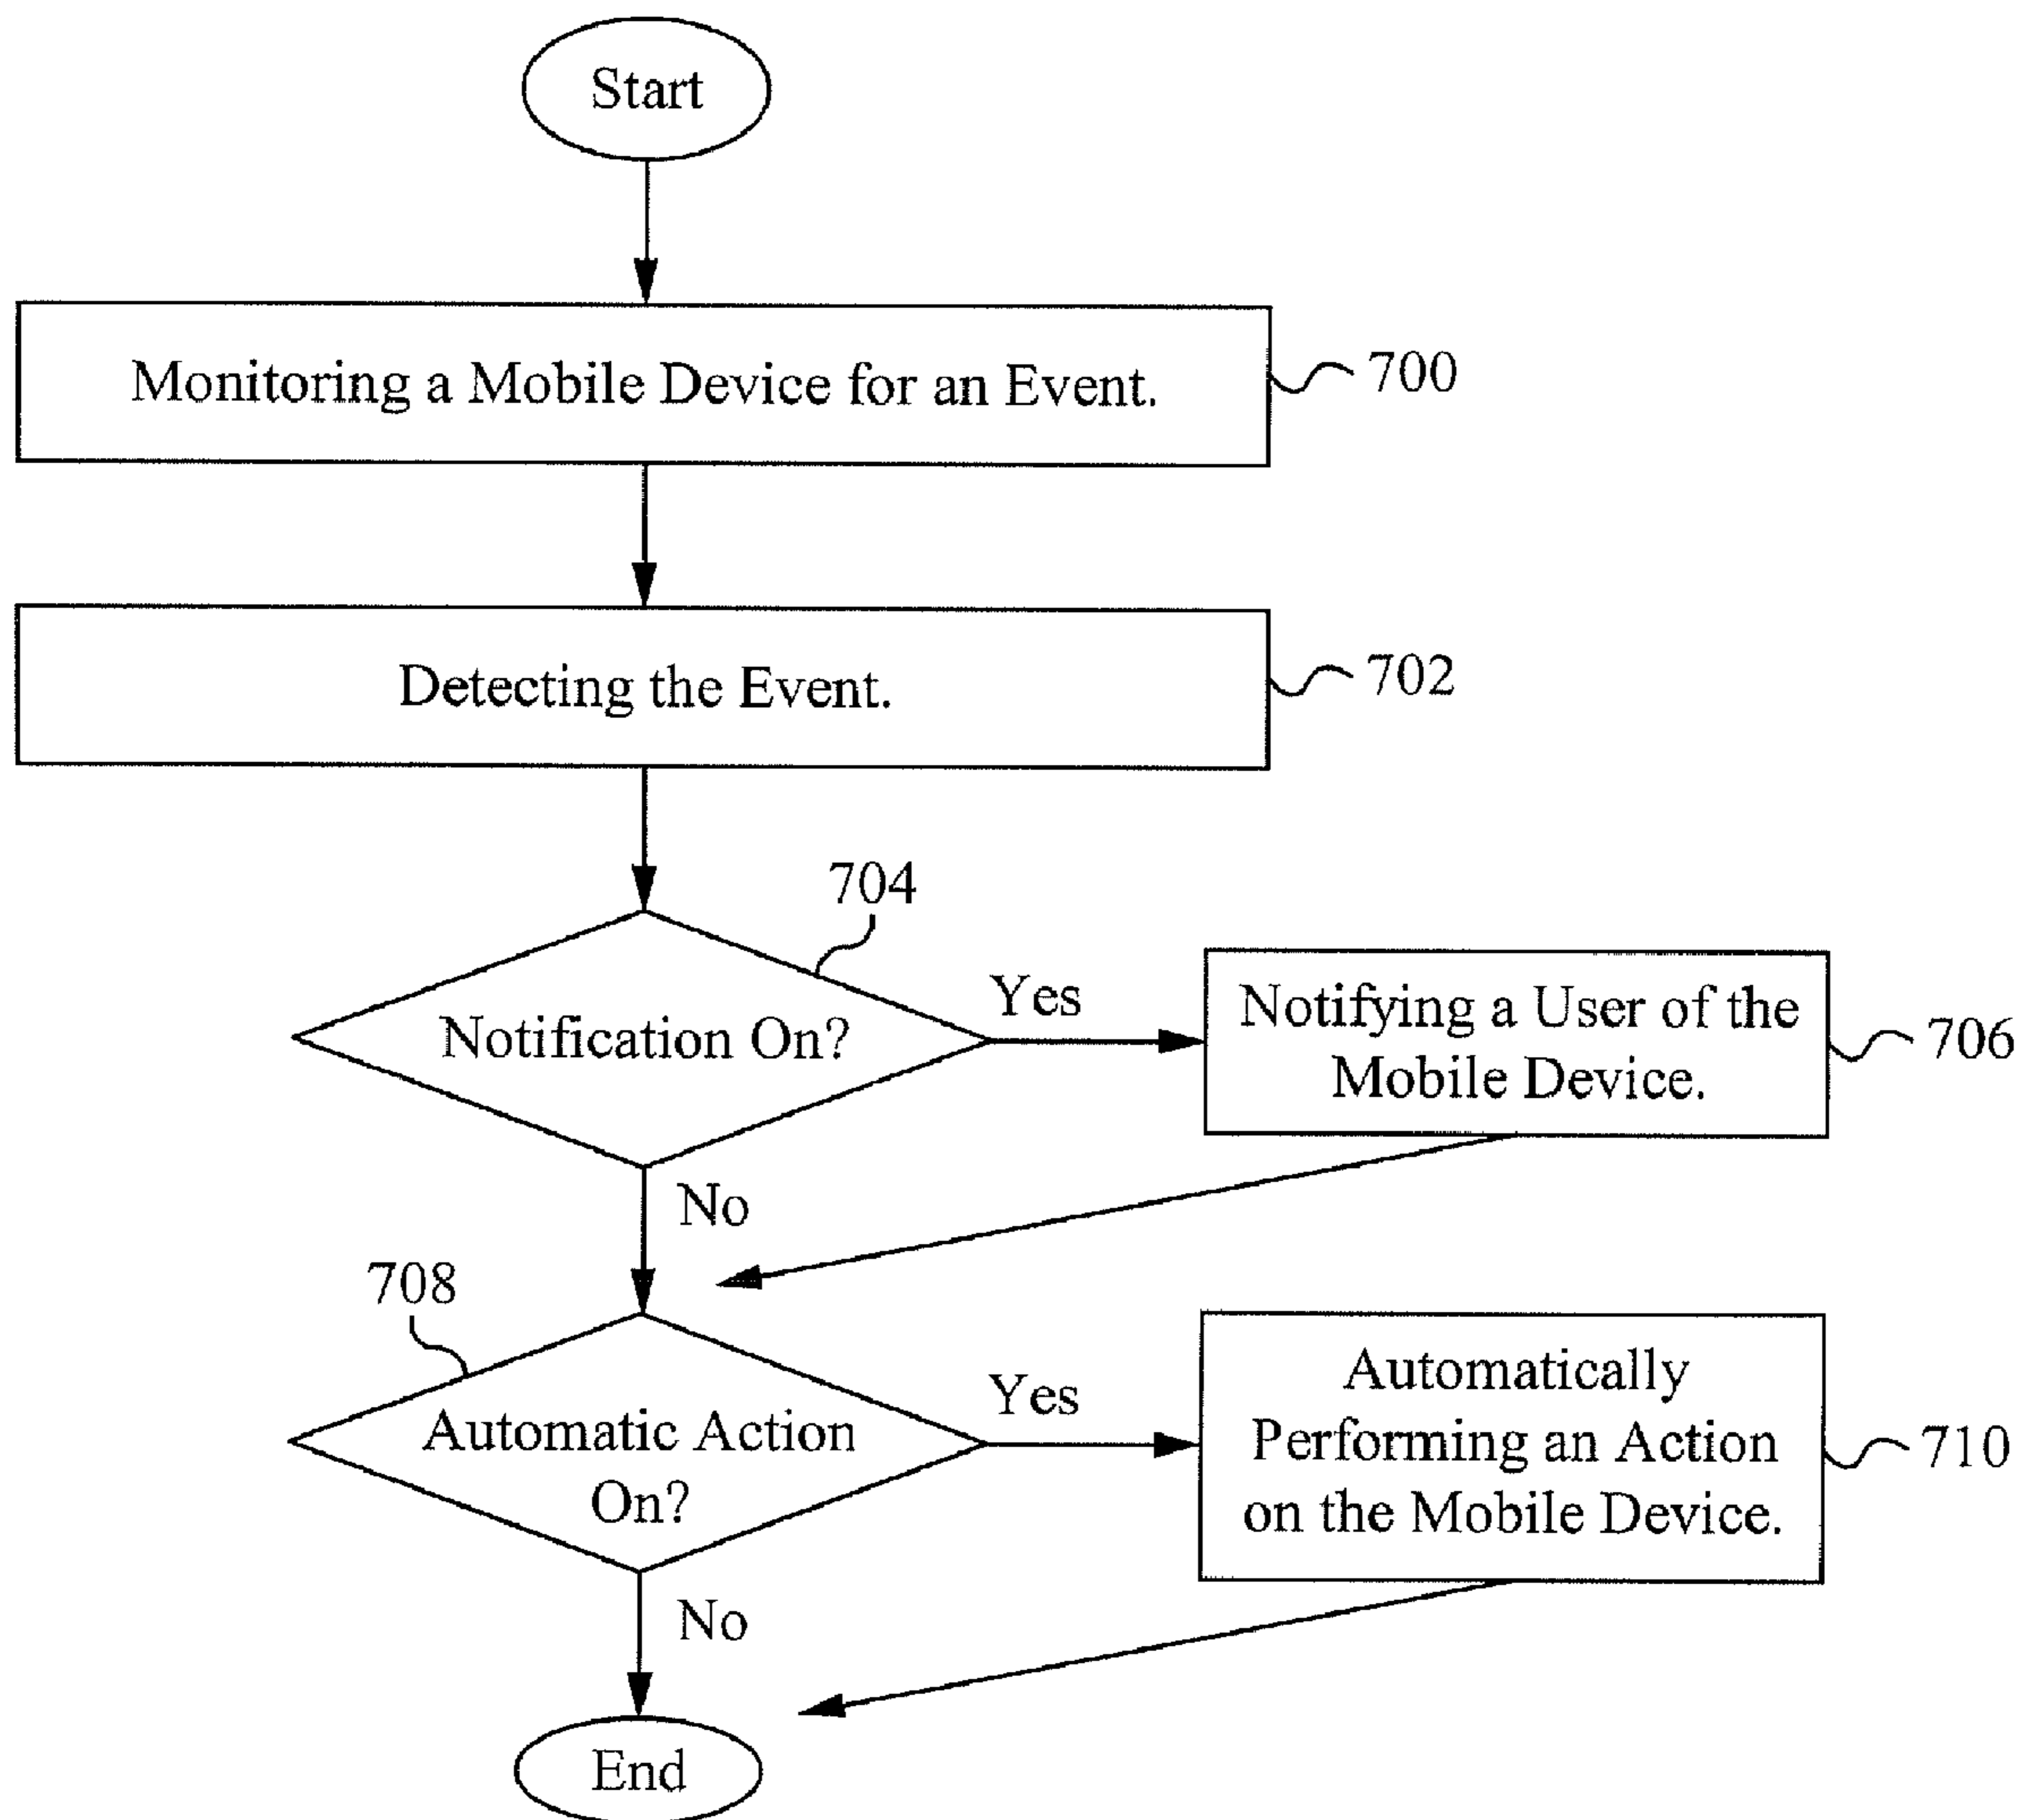 Start
Monitoring a Mobile Device for an Event.
700
Detecting the Event.
702
704
Notification On?
Yes
Notifying a User of the
Mobile Device.
706
No
708
Automatic Action
On?
Yes
Automatically
Performing an Action
on the Mobile Device.
710
No
End